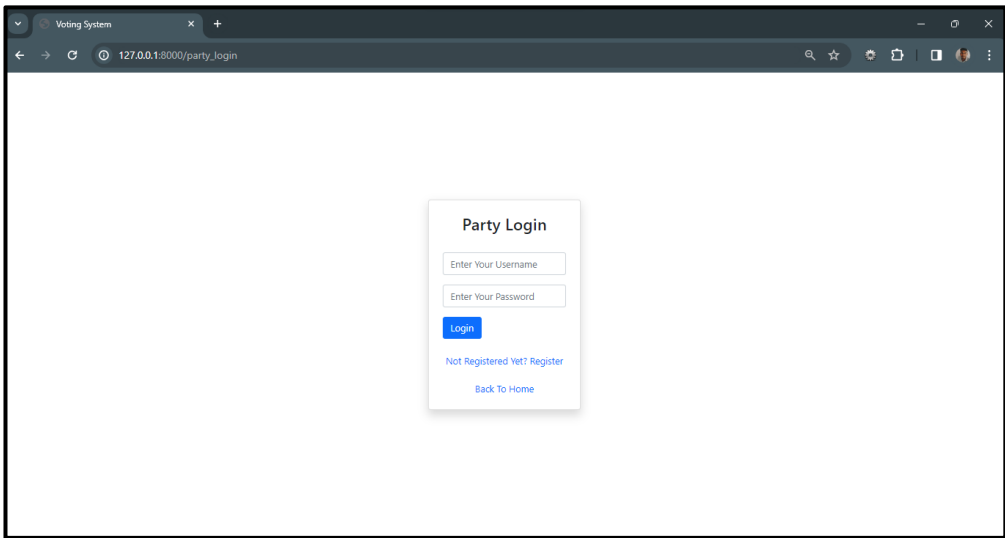 Voting System
127.0.0.1:8000/party_login
Party Login
Enter Your Username
Enter Your Password
Login
Not Registered Yet? Register
Back To Home